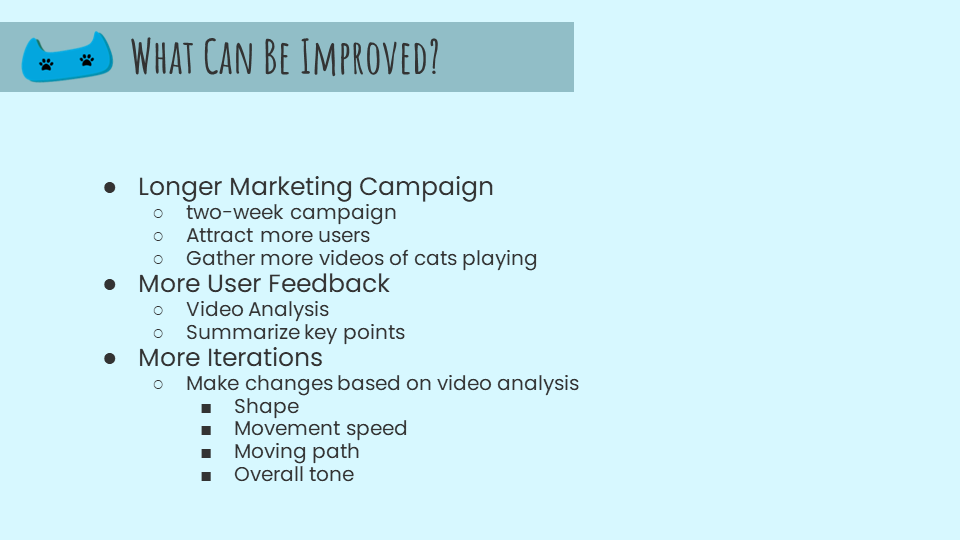 What Can Be Improved?
● Longer Marketing Campaign
○ two-week campaign
○ Attract more users
○ Gather more videos of cats playing
● More User Feedback
○ Video Analysis
○ Summarize key points
● More Iterations
○ Make changes based on video analysis
■ Shape
■ Movement speed
■ Moving path
■ Overall tone